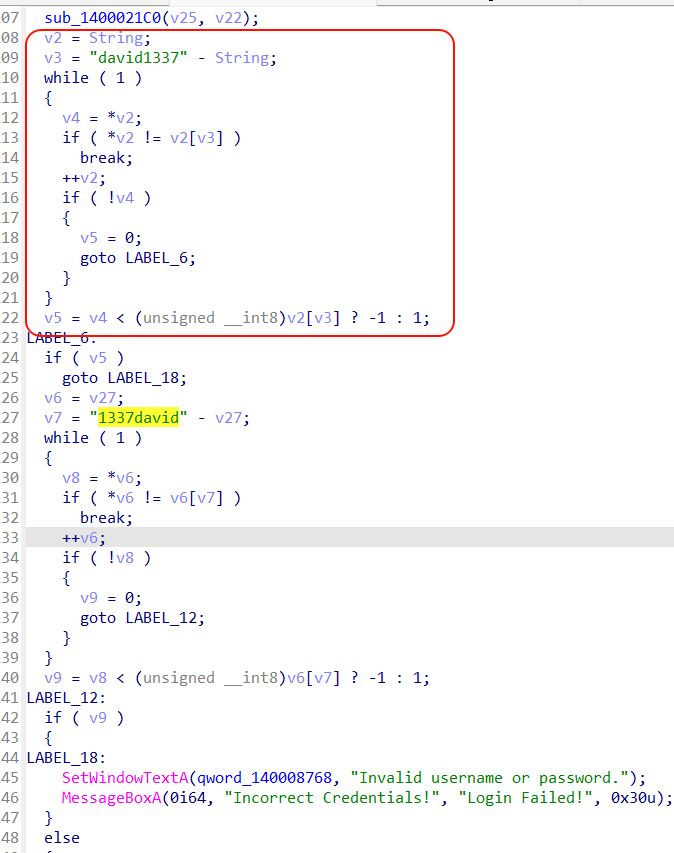 07 sub_1400021C0(v25, v22);
08 v2 = String;
09 v3 = "david1337" - String;
10 while ( 1 )
11 {
12 v4 = *v2;
13 if ( *v2 != v2[v3] )
14 break;
15 ++v2;
16 if ( !v4 )
17 {
18 v5 = 0;
19 goto LABEL_6;
20 }
21 }
22 v5 = v4 < (unsigned __int8)v2[v3] ? -1 : 1;
23 LABEL_6:
24 if ( v5 )
25 goto LABEL_18;
26 v6 = v27;
27 v7 = "1337david" - v27;
28 while ( 1 )
29 {
30 v8 = *v6;
31 if ( *v6 != v6[v7] )
32 break;
33 ++v6;
34 if ( !v8 )
35 {
36 v9 = 0;
37 goto LABEL_12;
38 }
39 }
40 v9 = v8 < (unsigned __int8)v6[v7] ? -1 : 1;
41 LABEL_12:
42 if ( v9 )
43 {
44 LABEL_18:
45 SetWindowTextA(qword_140008768, "Invalid username or password.");
46 MessageBoxA(0i64, "Incorrect Credentials!", "Login Failed!", 0x30u);
47 }
48 else